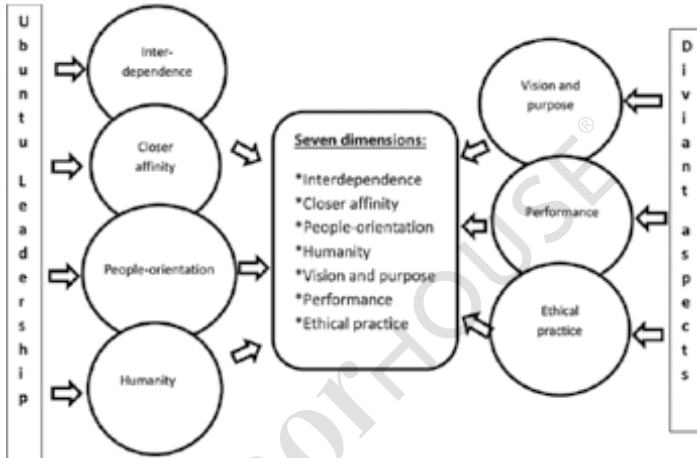 Ubuntu Leadership
Inter-
dependence
Closer
affinity
People-orientation
Humanity
Seven dimensions:
*Interdependence
*Closer affinity
*People-orientation
*Humanity
*Vision and purpose
*Performance
*Ethical practice
Vision and
purpose
Performance
Ethical
practice
Diviant aspects
orHOUSE®